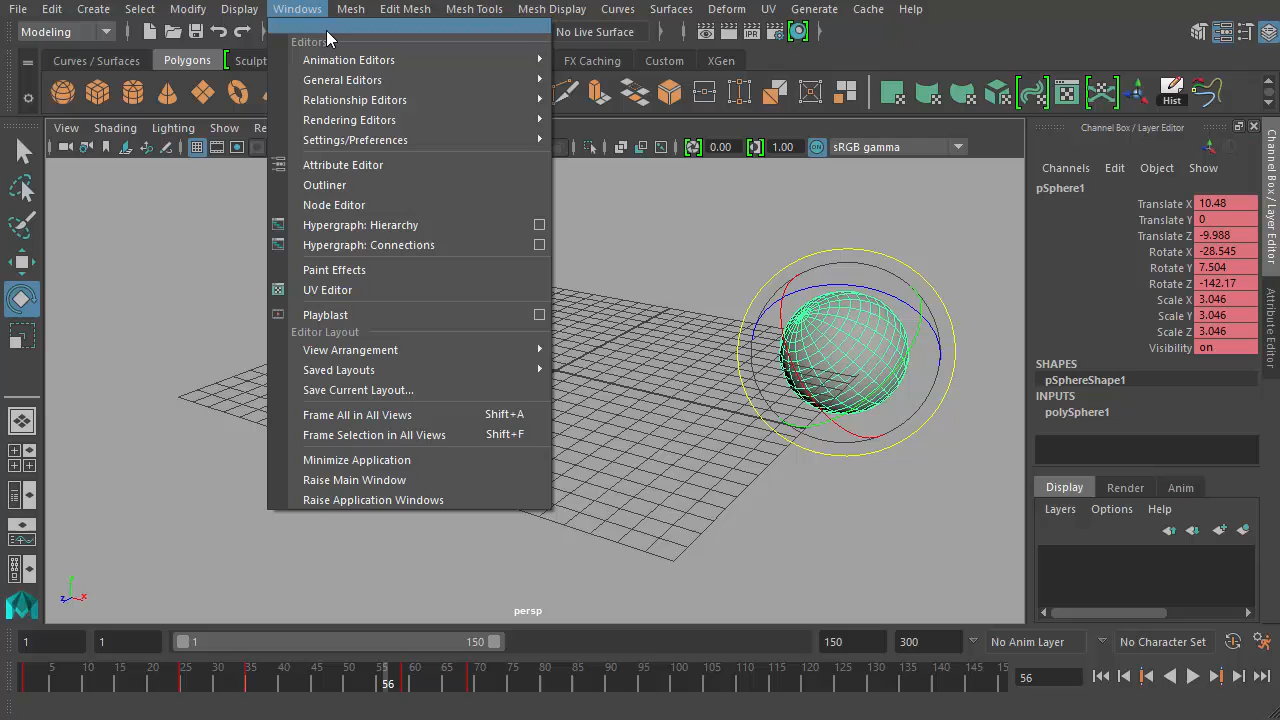 File Edit Create Select Modify Display Windows Mesh Edit Mesh Mesh Tools Mesh Display Curves Surfaces Deform UV Generate Cache Help
Modeling No Live Surface IPR
Curves / Surfaces Polygons Sculpt FX Caching Custom XGen
Hist
View Shading Lighting Show Re 0.00 1.00 ON sRGB gamma
Editors
Animation Editors
General Editors
Relationship Editors
Rendering Editors
Settings/Preferences
Attribute Editor
Outliner
Node Editor
Hypergraph: Hierarchy
Hypergraph: Connections
Paint Effects
UV Editor
Playblast
Editor Layout
View Arrangement
Saved Layouts
Save Current Layout...
Frame All in All Views Shift+A
Frame Selection in All Views Shift+F
Minimize Application
Raise Main Window
Raise Application Windows
y
z x
persp
Channel Box / Layer Editor
Channels Edit Object Show
pSphere1
Translate X 10.48
Translate Y 0
Translate Z -9.988
Rotate X -28.545
Rotate Y 7.504
Rotate Z -142.17
Scale X 3.046
Scale Y 3.046
Scale Z 3.046
Visibility on
SHAPES
pSphereShape1
INPUTS
polySphere1
Display Render Anim
Layers Options Help
Channel Box / Layer Editor
Attribute Editor
1 1 1 150 150 300 No Anim Layer No Character Set
5 10 15 20 25 30 35 40 45 50 55 60 65 70 75 80 85 90 95 100 105 110 115 120 125 130 135 140 145 15
56 56